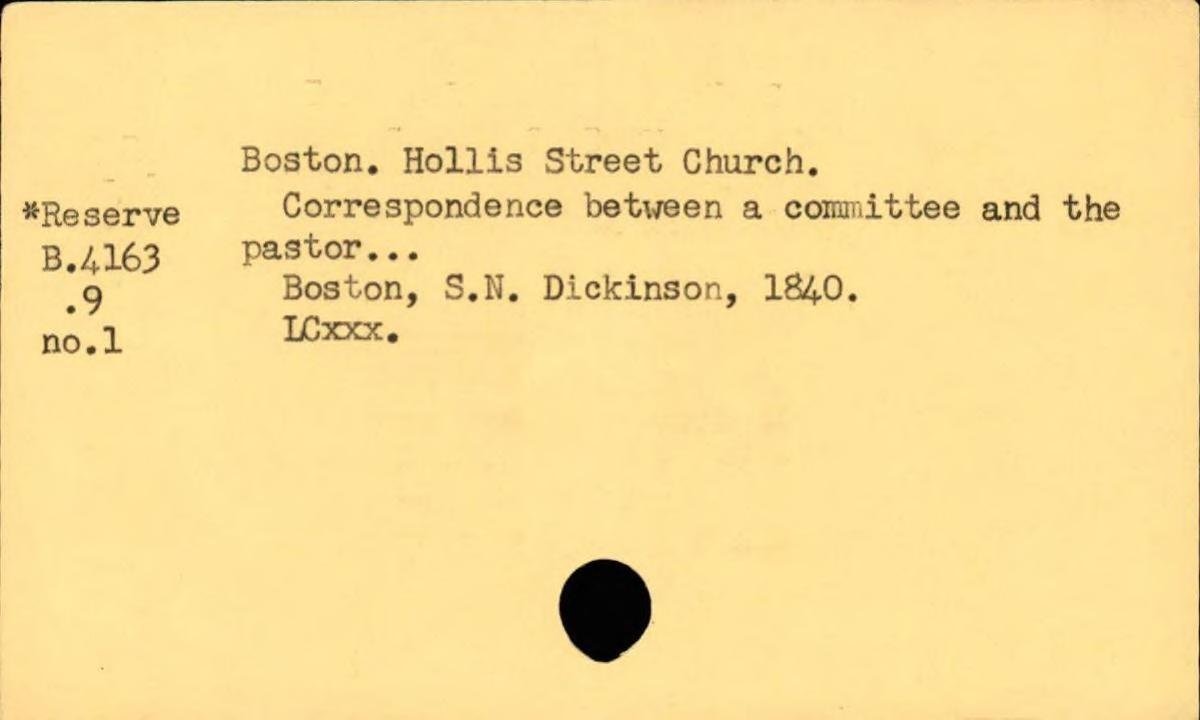 Boston. Hollis Street Church.
*Reserve Correspondence between a committee and the
B.4163 pastor...
.9 Boston, S.N. Dickinson, 1840.
no.1 LCxxx.